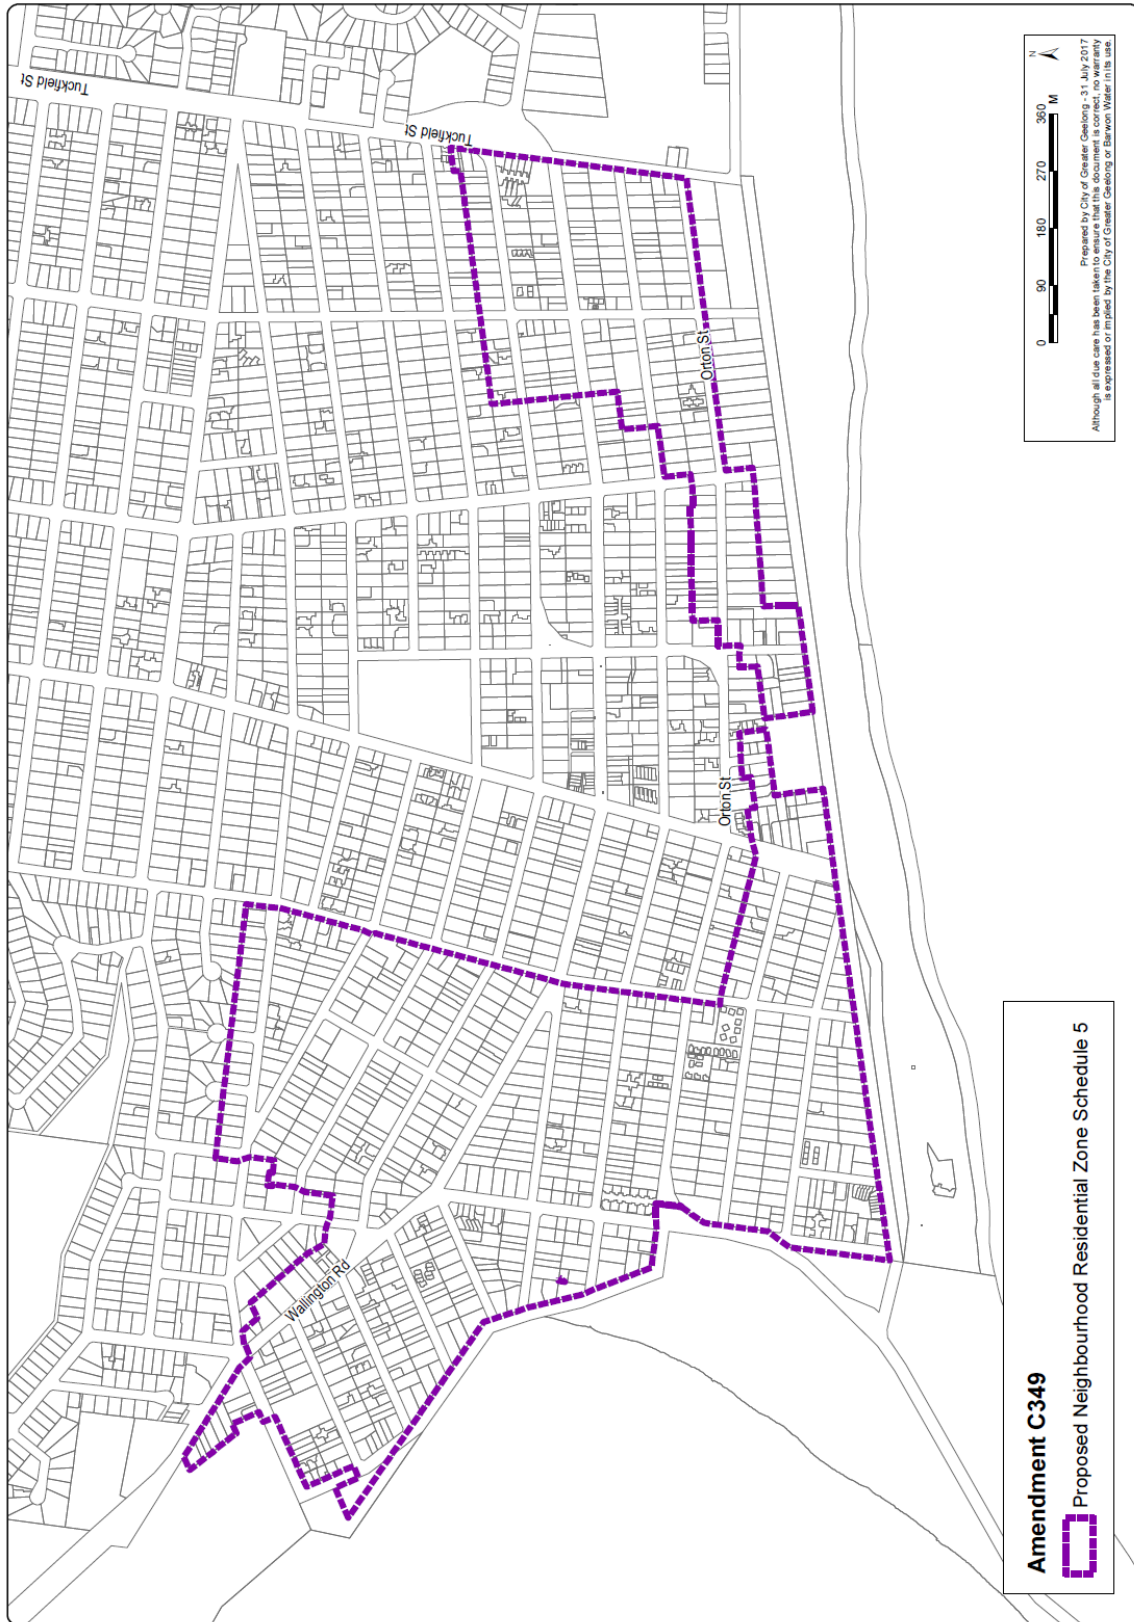 Tuckfield St
Tuckfield St
Orton St
Orton St
Wallington Rd
N
0 90 180 270 360
M
Prepared by City of Greater Geelong - 31 July 2017
Although all due care has been taken to ensure that this document is correct, no warranty
is expressed or implied by the City of Greater Geelong or Barwon Water in its use.
Amendment C349
Proposed Neighbourhood Residential Zone Schedule 5